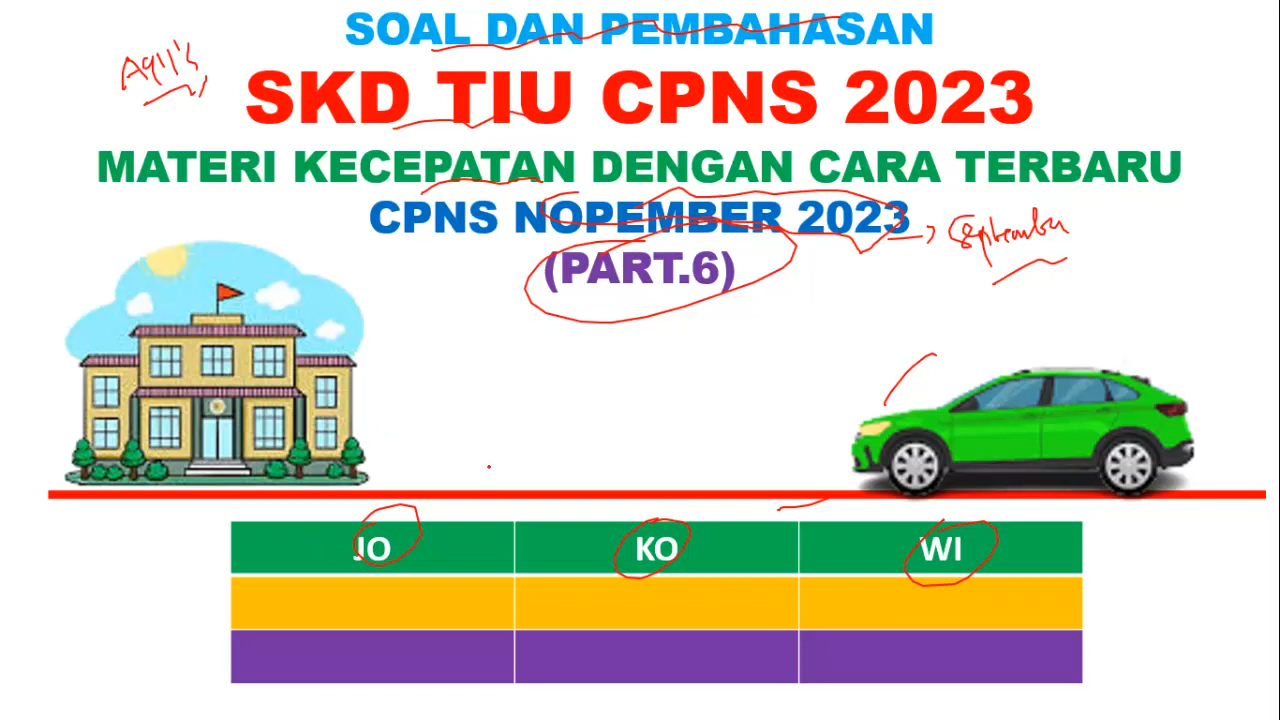 SOAL DAN PEMBAHASAN
SKD TIU CPNS 2023
MATERI KECEPATAN DENGAN CARA TERBARU
CPNS NOPEMBER 2023
September
(PART.6)
JO KO WI